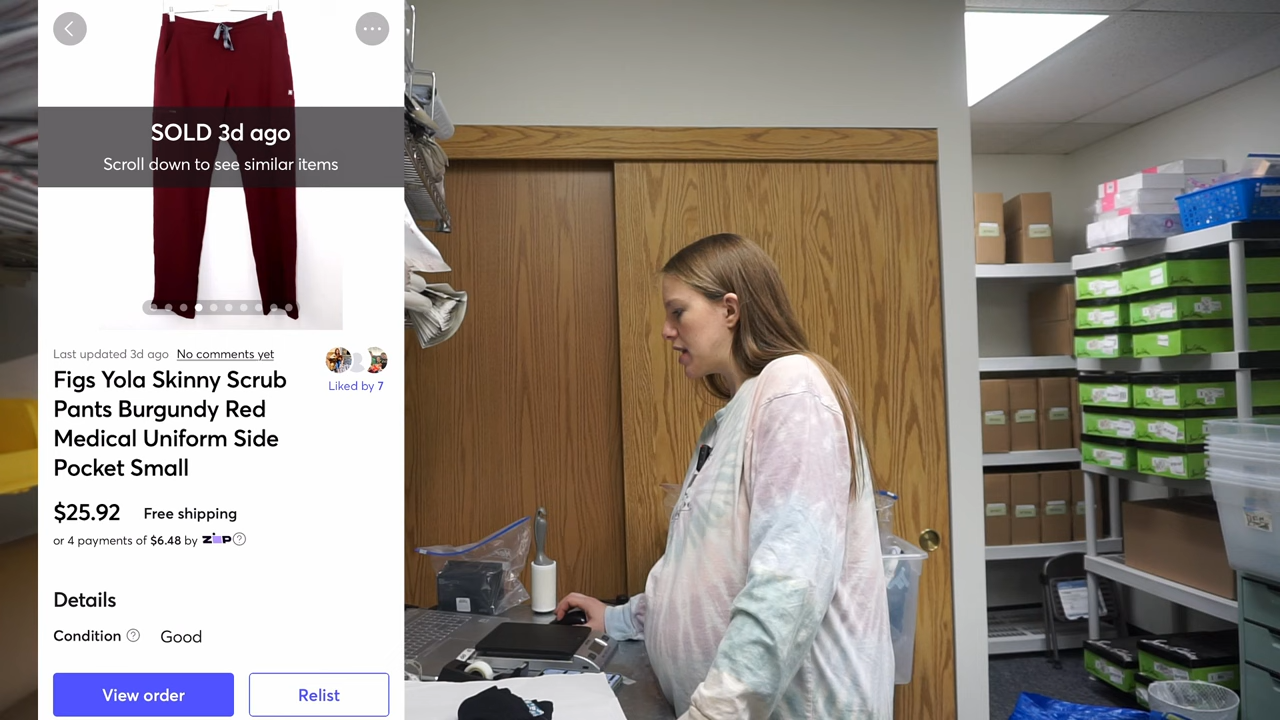 SOLD 3d ago
Scroll down to see similar items
Last updated 3d ago No comments yet
Liked by 7
Figs Yola Skinny Scrub
Pants Burgundy Red
Medical Uniform Side
Pocket Small
$25.92 Free shipping
or 4 payments of $6.48 by ZIP
Details
Condition Good
View order
Relist